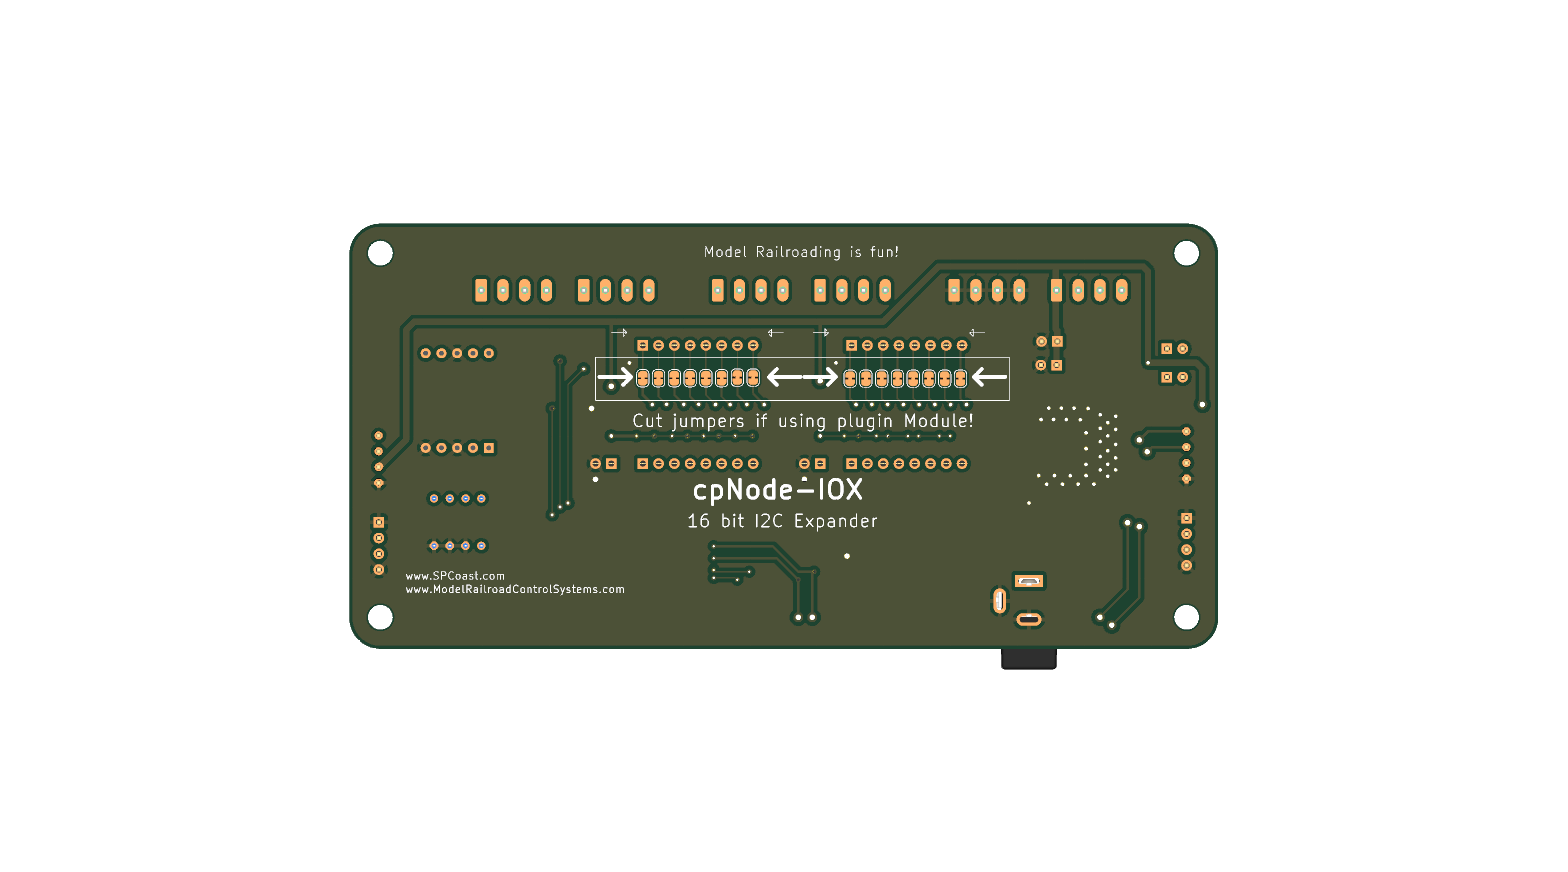 Model Railroading is fun!
Cut jumpers if using plugin Module!
cpNode-IOX
16 bit I2C Expander
www.SPCoast.com
www.ModelRailroadControlSystems.com